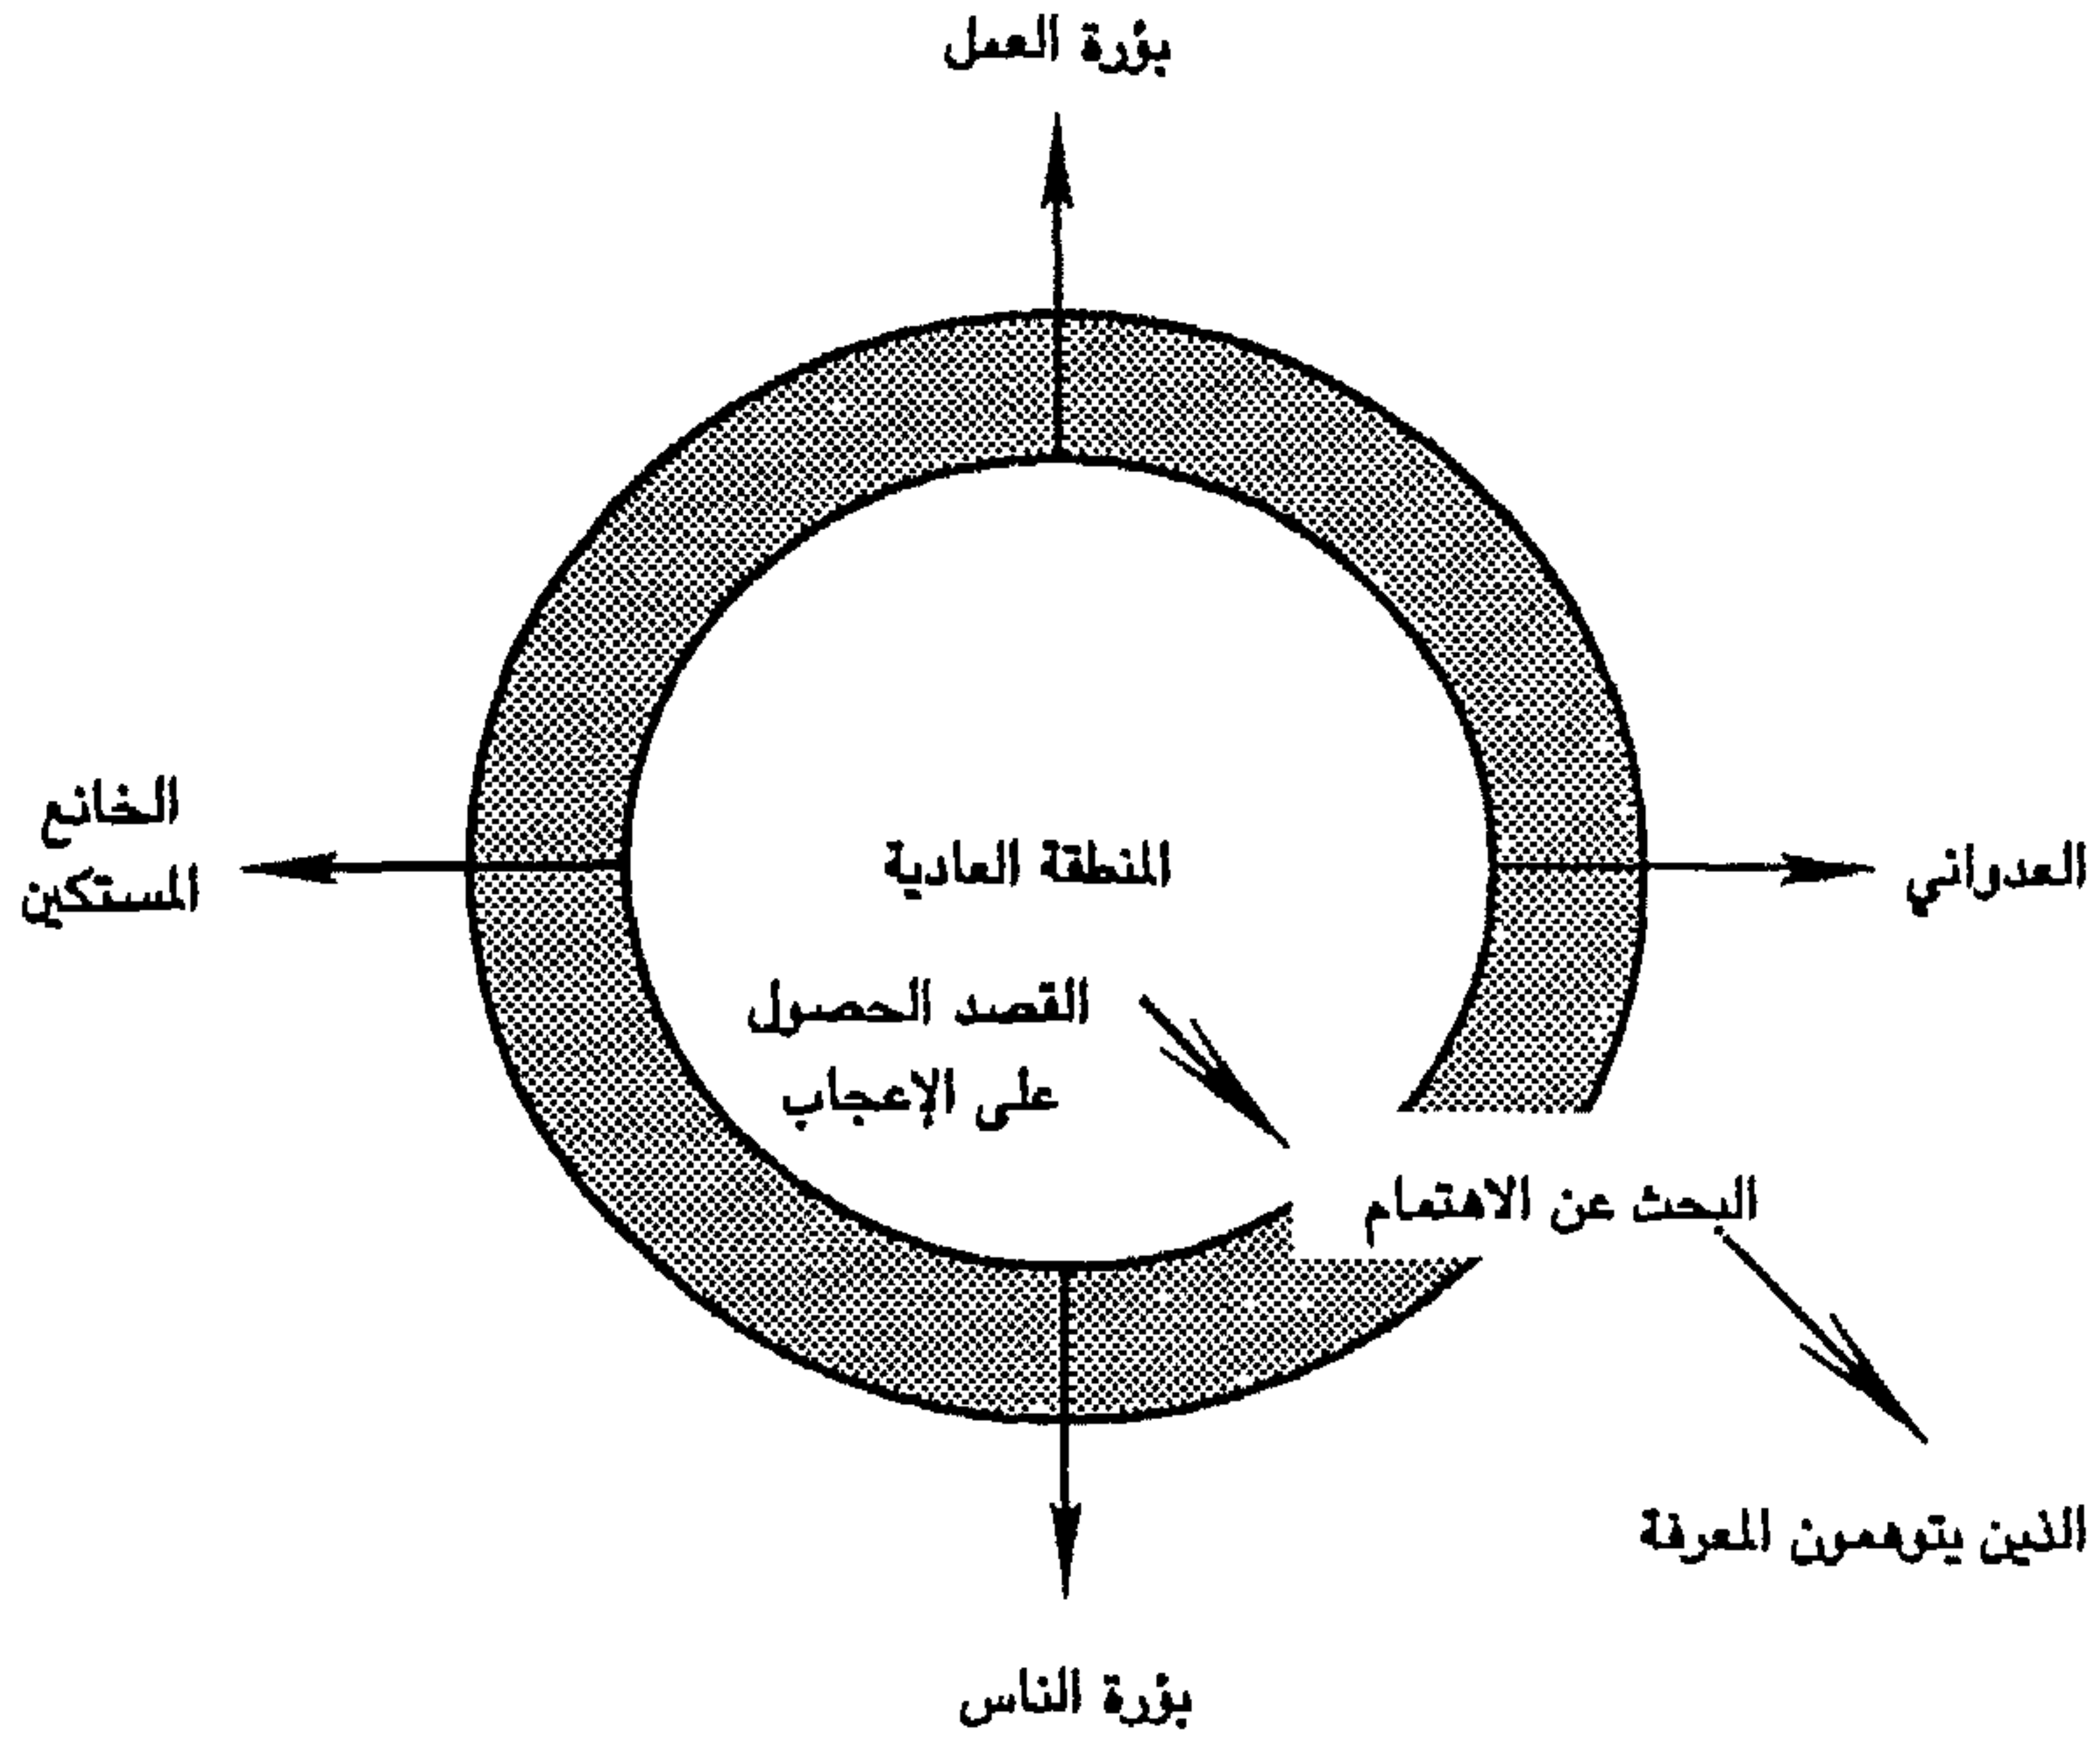 بؤرة العمل
الخانع
المستكين
المنطقة العادية
العدواني
القصد الحصول
على الإعجاب
البحث عن الاهتمام
الذين يتوهمون المعرفة
بؤرة الناس